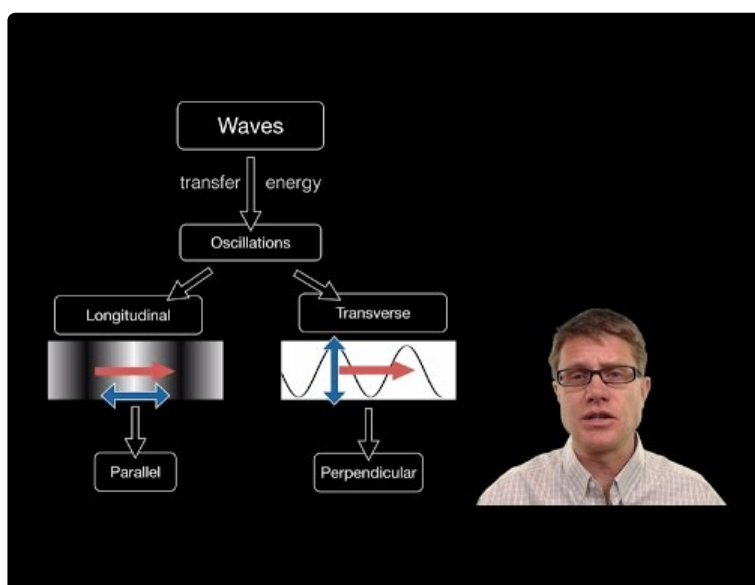 Waves
transfer energy
Oscillations
Longitudinal
Transverse
Parallel
Perpendicular